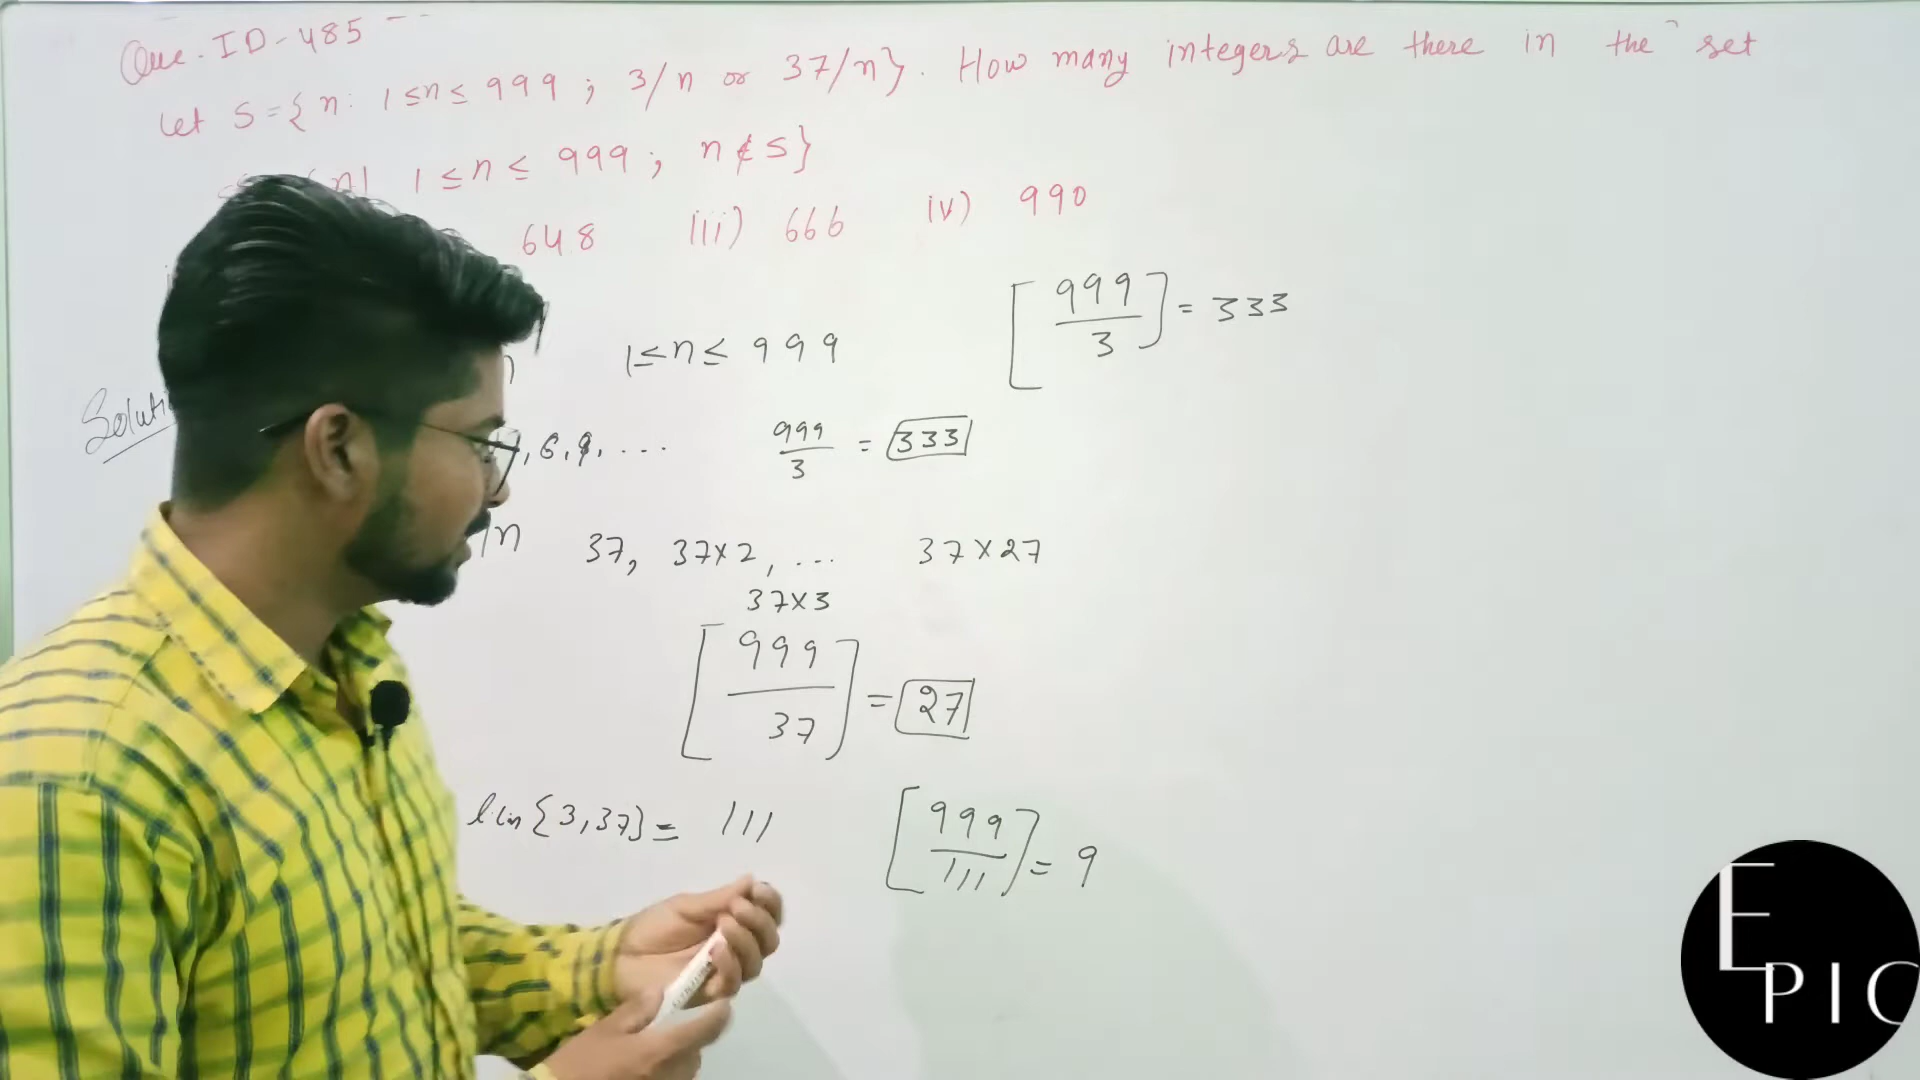 Que. ID-485
Let S={n: 1≤n≤999; 3/n or 37/n}. How many integers are there in the set
1≤n≤999; n∉S}
648 iii) 666 iv) 990
1≤n≤999 [999/3] = 333
,6,9,... 999/3 = 333
/n 37, 37×2, ... 37×27
37×3
[999/37] = 27
l.cm{3,37}= 111 [999/111] = 9
EPIC